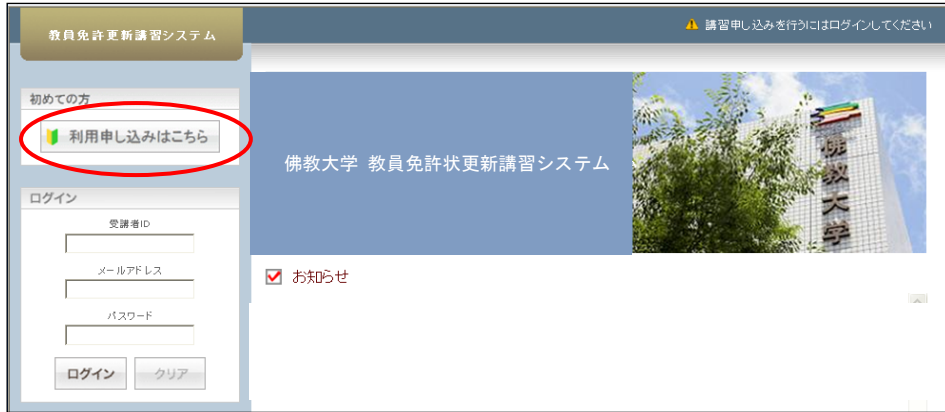 教員免許更新講習システム
講習申し込みを行うにはログインしてください
初めての方
利用申し込みはこちら
佛教大学 教員免許状更新講習システム
佛教大学
ログイン
受講者ID
メールアドレス
パスワード
ログイン
クリア
お知らせ